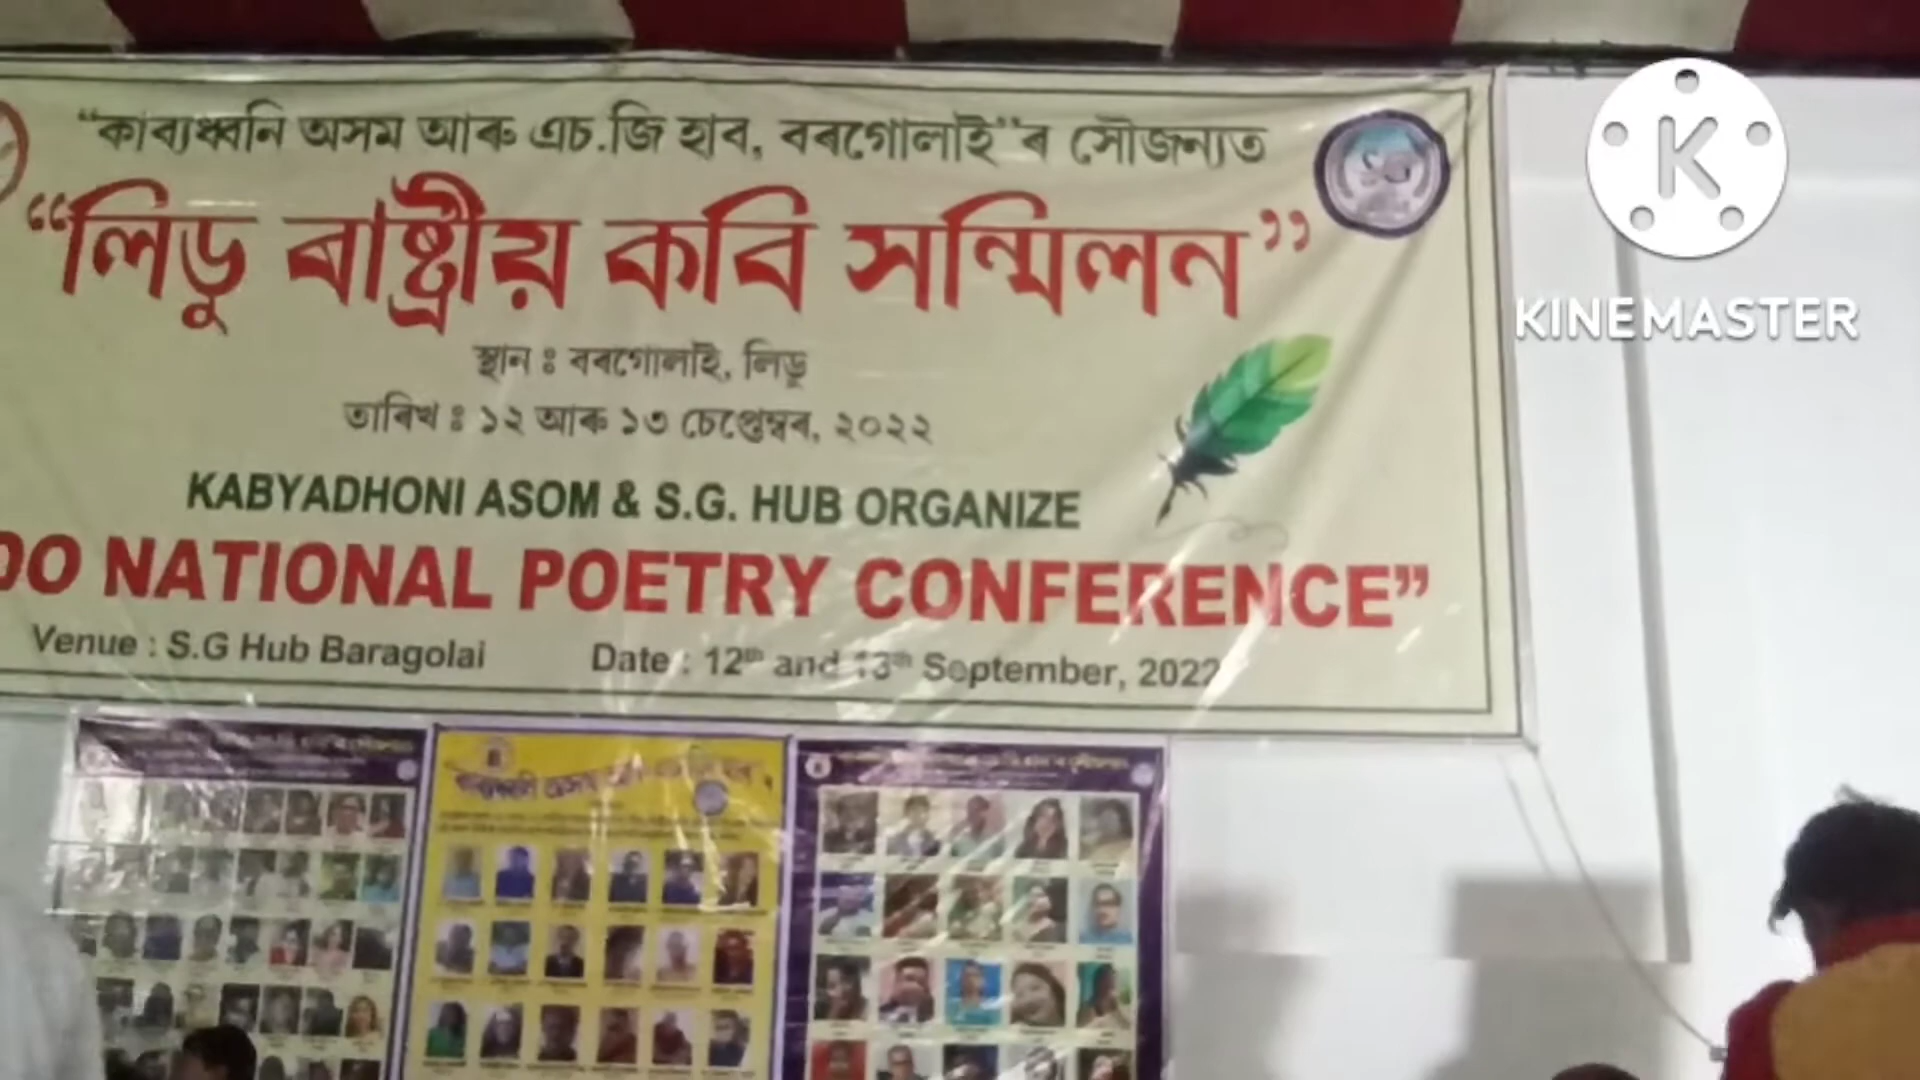 “কাব্যধ্বনি অসম আৰু এচ.জি হাব, বৰগোলাই”ৰ সৌজন্যত
“লিডু ৰাষ্ট্ৰীয় কবি সন্মিলন”
স্থান : বৰগোলাই, লিডু
তাৰিখ : ১২ আৰু ১৩ চেপ্তেম্বৰ, ২০২২
KABYADHONI ASOM & S.G. HUB ORGANIZE
DO NATIONAL POETRY CONFERENCE”
Venue : S.G Hub Baragolai Date : 12th and 13th September, 2022
K
KINEMASTER